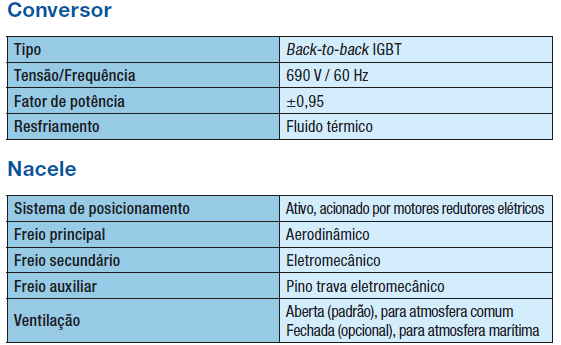 Conversor
Tipo Back-to-back IGBT
Tensão/Frequência 690 V / 60 Hz
Fator de potência ±0,95
Resfriamento Fluido térmico
Nacele
Sistema de posicionamento Ativo, acionado por motores redutores elétricos
Freio principal Aerodinâmico
Freio secundário Eletromecânico
Freio auxiliar Pino trava eletromecânico
Ventilação Aberta (padrão), para atmosfera comum
Fechada (opcional), para atmosfera marítima